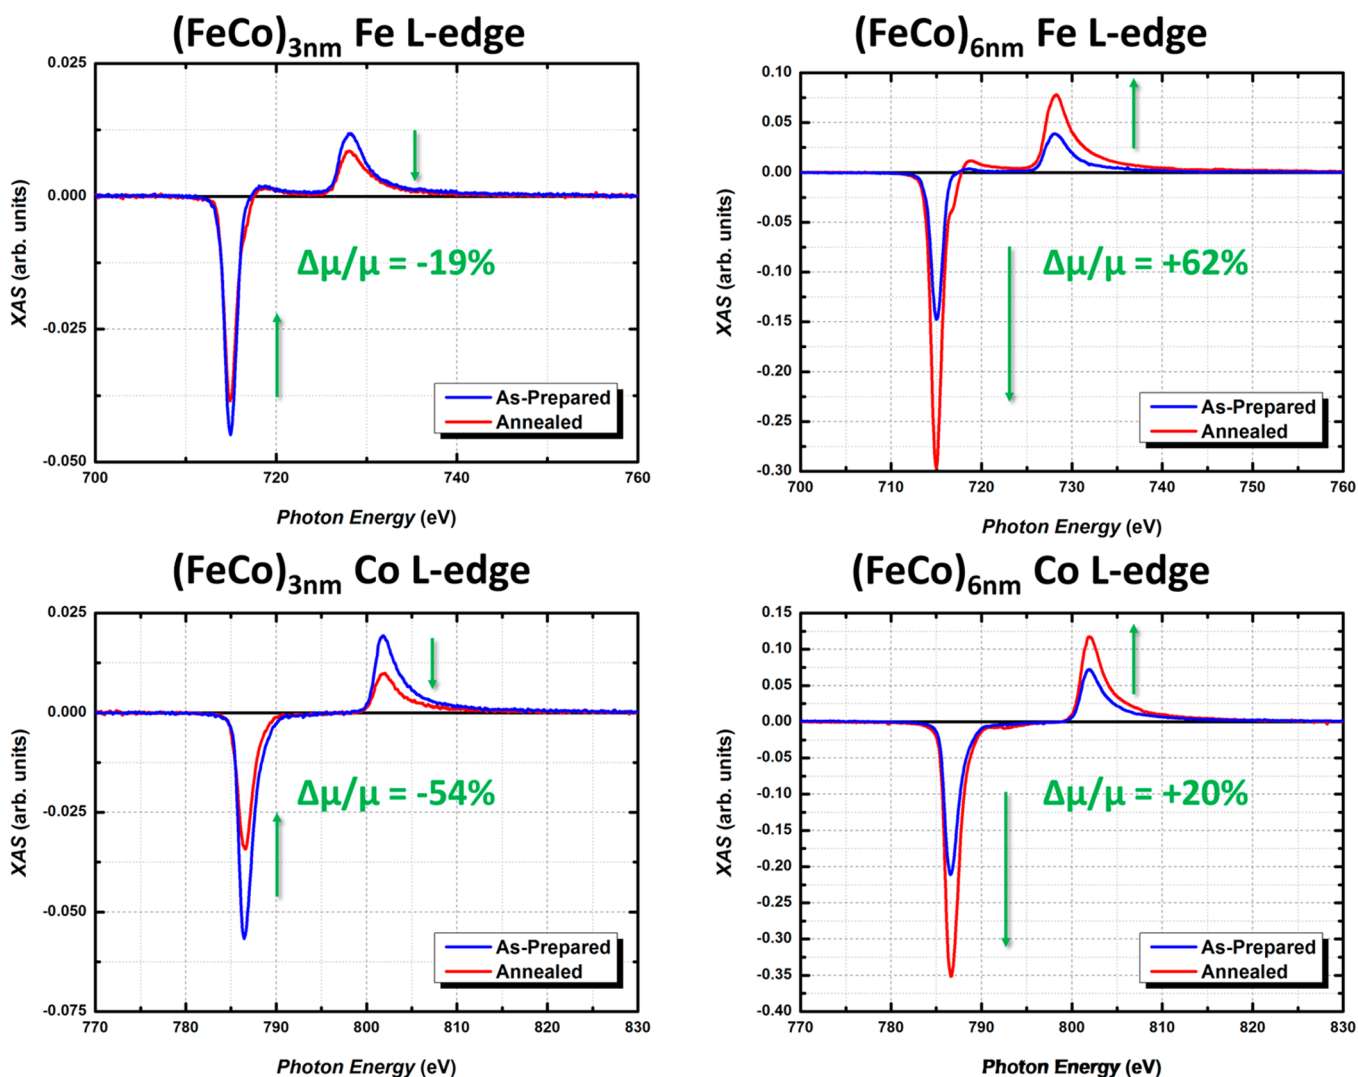 (FeCo)3nm Fe L-edge
0.025
0.000
-0.025
-0.050
XAS (arb. units)
Δμ/μ = -19%
As-Prepared
Annealed
700
720
740
760
Photon Energy (eV)
(FeCo)6nm Fe L-edge
0.10
0.05
0.00
-0.05
-0.10
-0.15
-0.20
-0.25
-0.30
XAS (arb. units)
Δμ/μ = +62%
As-Prepared
Annealed
700
710
720
730
740
750
760
Photon Energy (eV)
(FeCo)3nm Co L-edge
0.025
0.000
-0.025
-0.050
-0.075
XAS (arb. units)
Δμ/μ = -54%
As-Prepared
Annealed
770
780
790
800
810
820
830
Photon Energy (eV)
(FeCo)6nm Co L-edge
0.15
0.10
0.05
0.00
-0.05
-0.10
-0.15
-0.20
-0.25
-0.30
-0.35
-0.40
XAS (arb. units)
Δμ/μ = +20%
As-Prepared
Annealed
770
780
790
800
810
820
830
Photon Energy (eV)